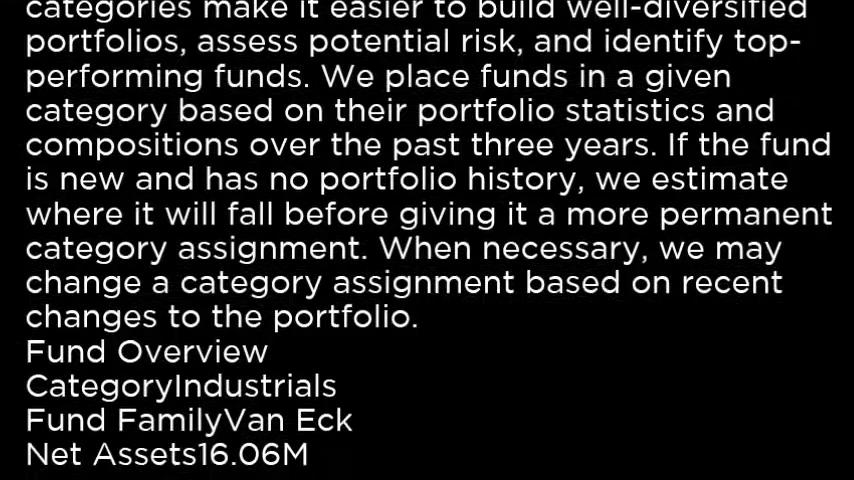 categories make it easier to build well-diversified
portfolios, assess potential risk, and identify top-
performing funds. We place funds in a given
category based on their portfolio statistics and
compositions over the past three years. If the fund
is new and has no portfolio history, we estimate
where it will fall before giving it a more permanent
category assignment. When necessary, we may
change a category assignment based on recent
changes to the portfolio.
Fund Overview
CategoryIndustrials
Fund FamilyVan Eck
Net Assets16.06M